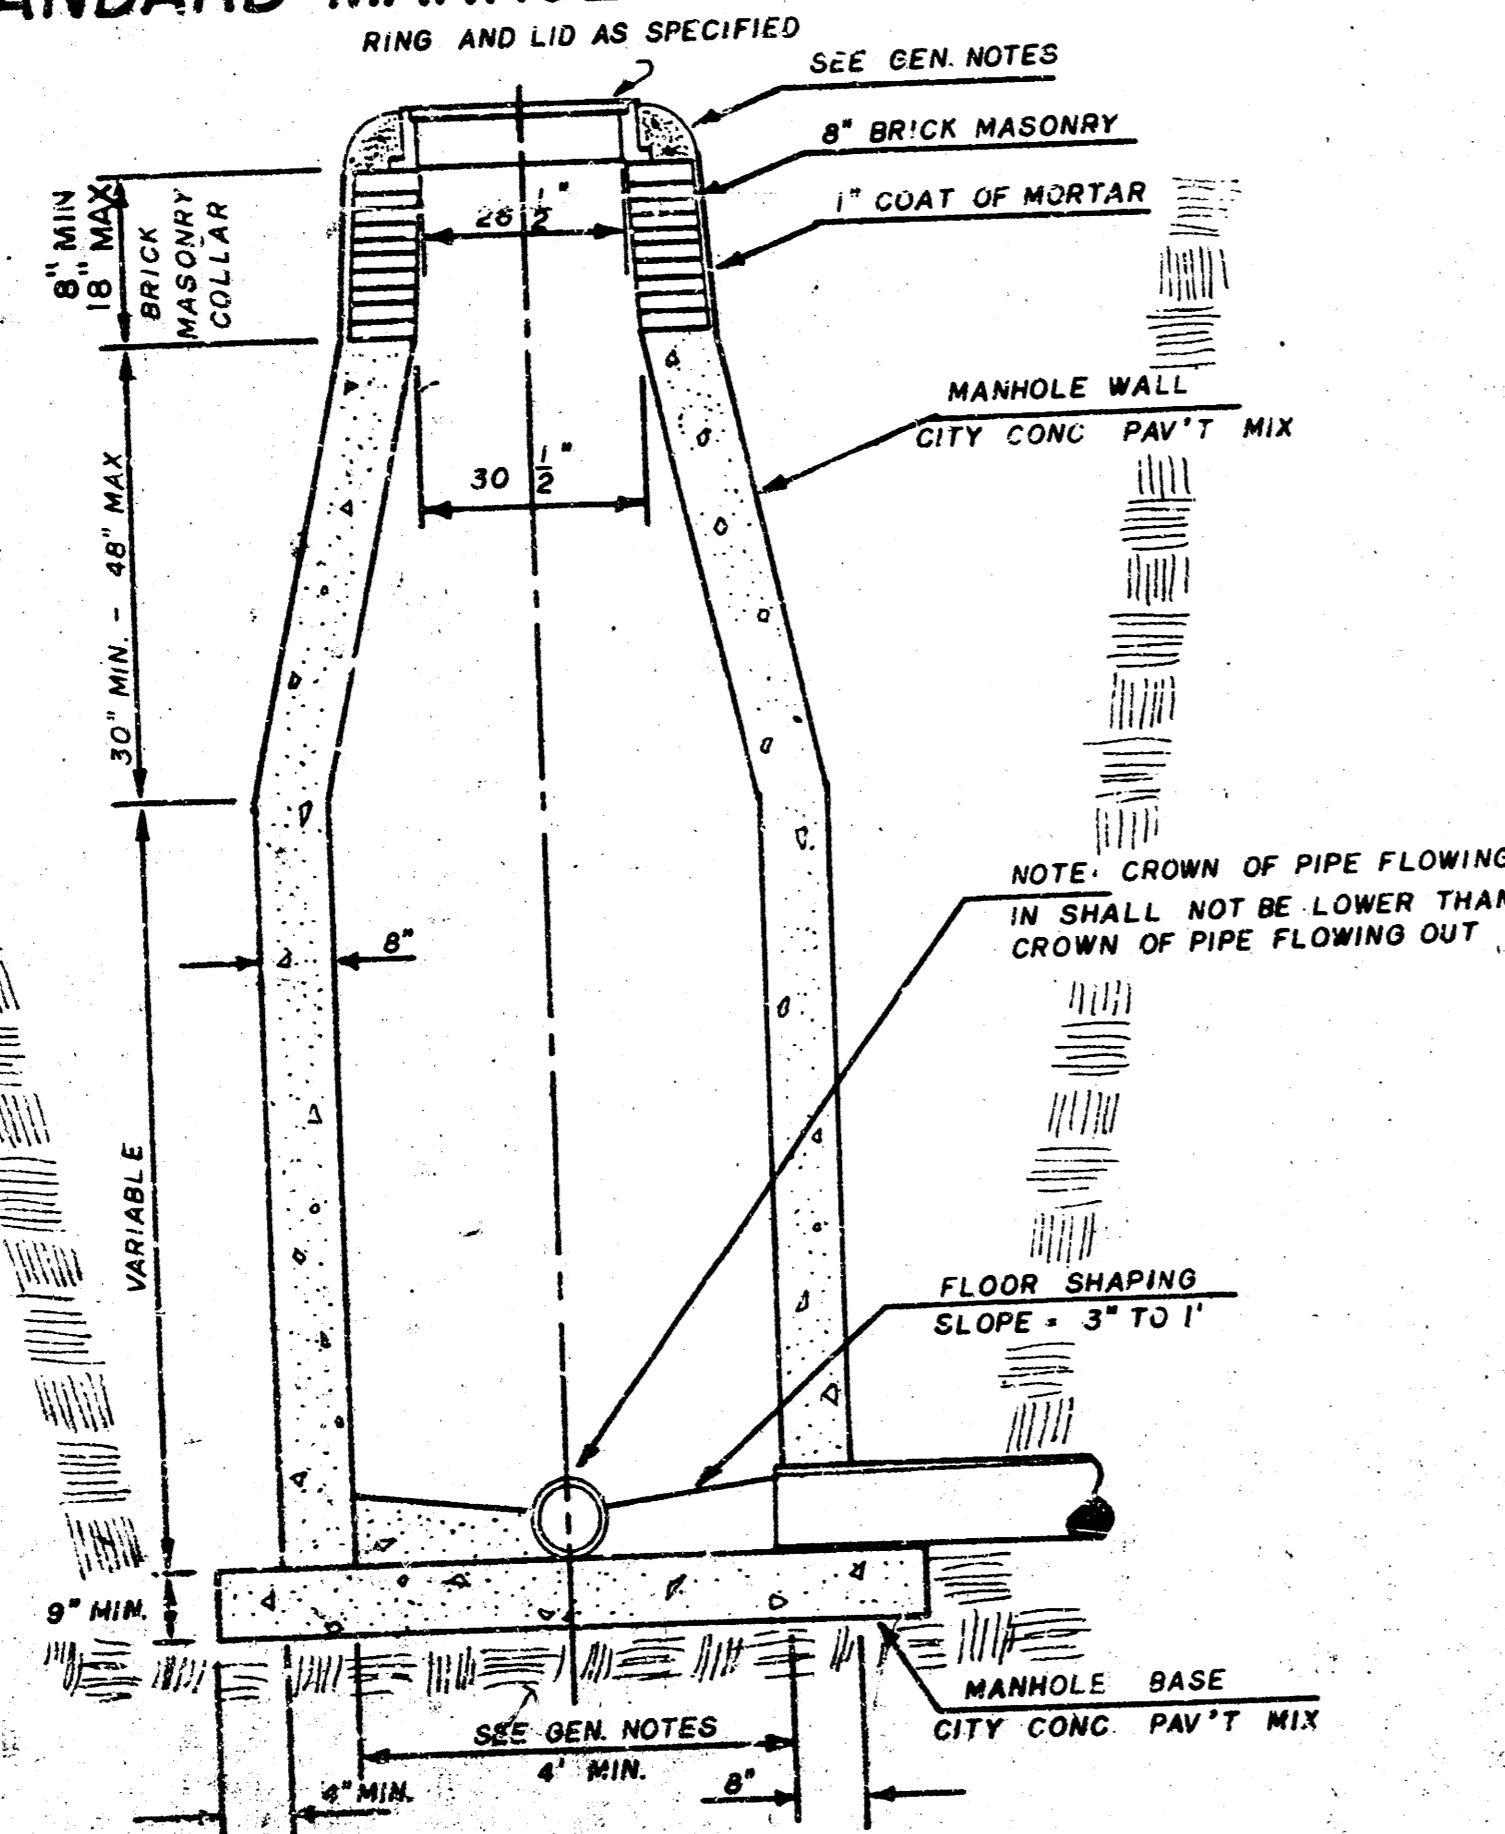 RING AND LID AS SPECIFIED
SEE GEN. NOTES
8" BRICK MASONRY
1" COAT OF MORTAR
8" MIN
18" MAX
BRICK
MASONRY
COLLAR
30 1/2"
MANHOLE WALL
CITY CONC PAV'T MIX
30" MIN. - 48" MAX
NOTE: CROWN OF PIPE FLOWING
IN SHALL NOT BE LOWER THAN
CROWN OF PIPE FLOWING OUT
8"
VARIABLE
FLOOR SHAPING
SLOPE = 3" TO 1'
9" MIN.
MANHOLE BASE
CITY CONC. PAV'T MIX
SEE GEN. NOTES
4' MIN.
4" MIN.
8"